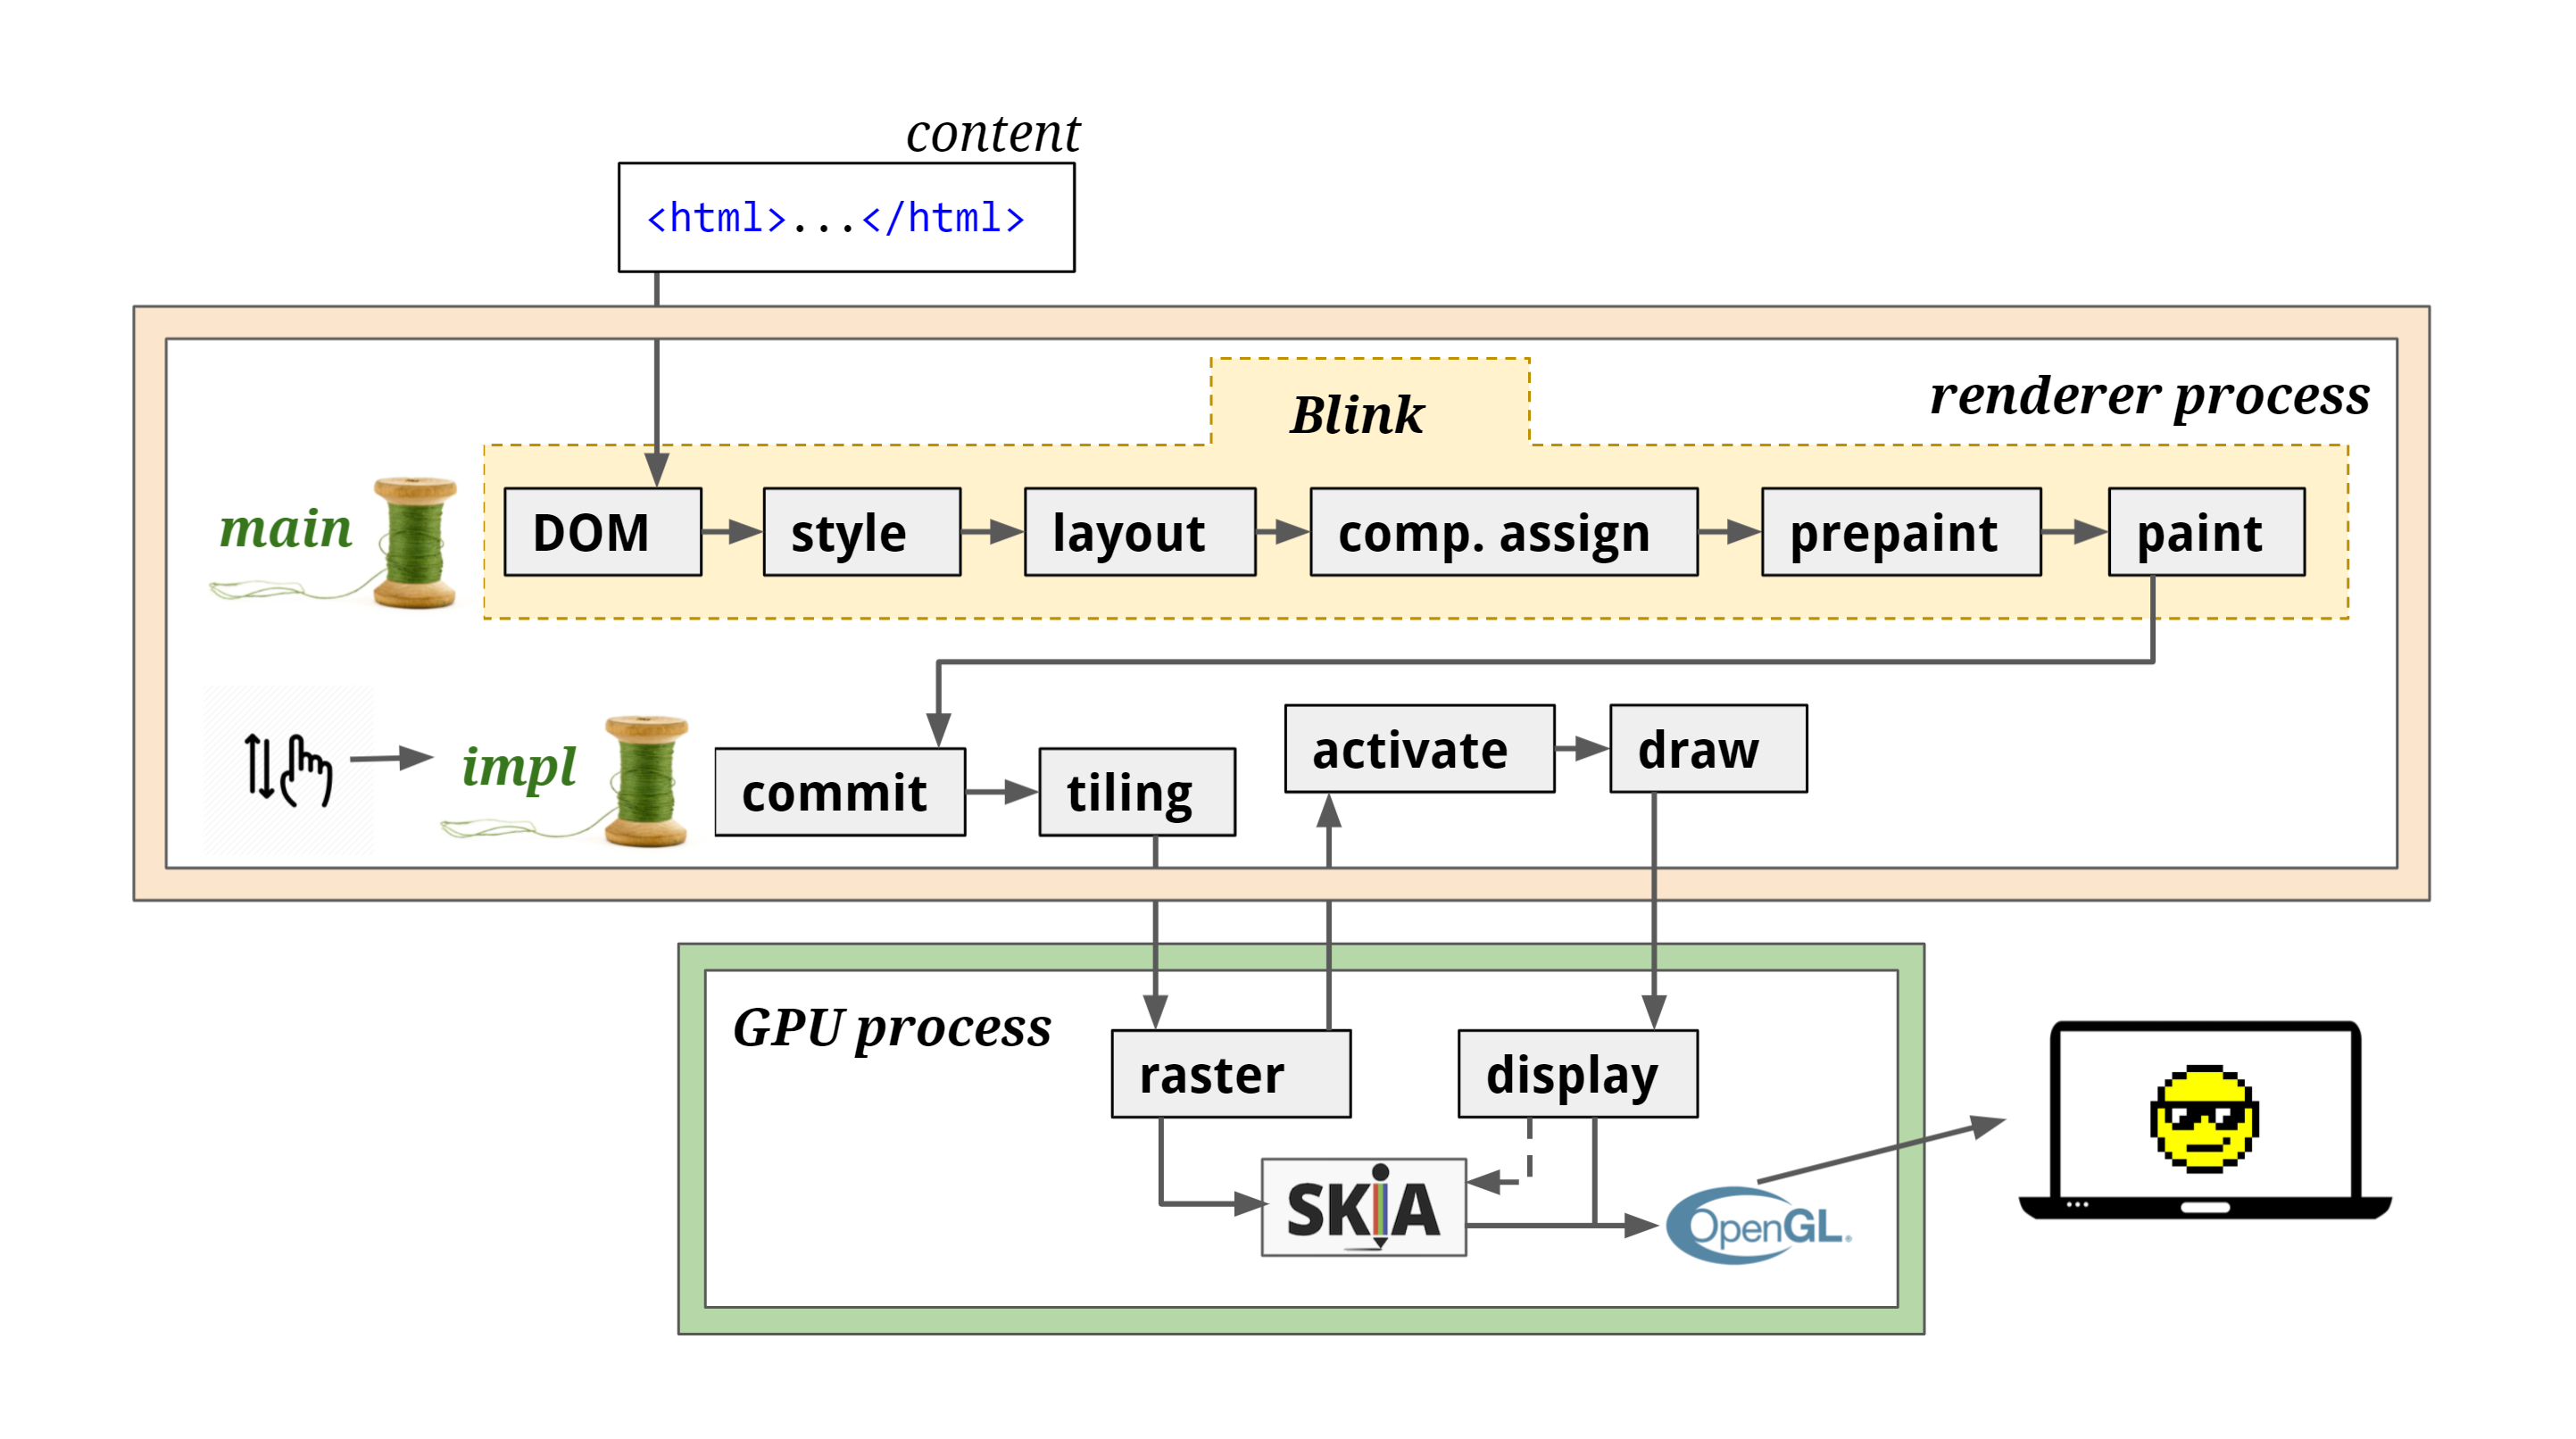 content
<html>...</html>
renderer process
Blink
main
DOM
style
layout
comp. assign
prepaint
paint
impl
commit
tiling
activate
draw
GPU process
raster
display
SKiA
OpenGL®